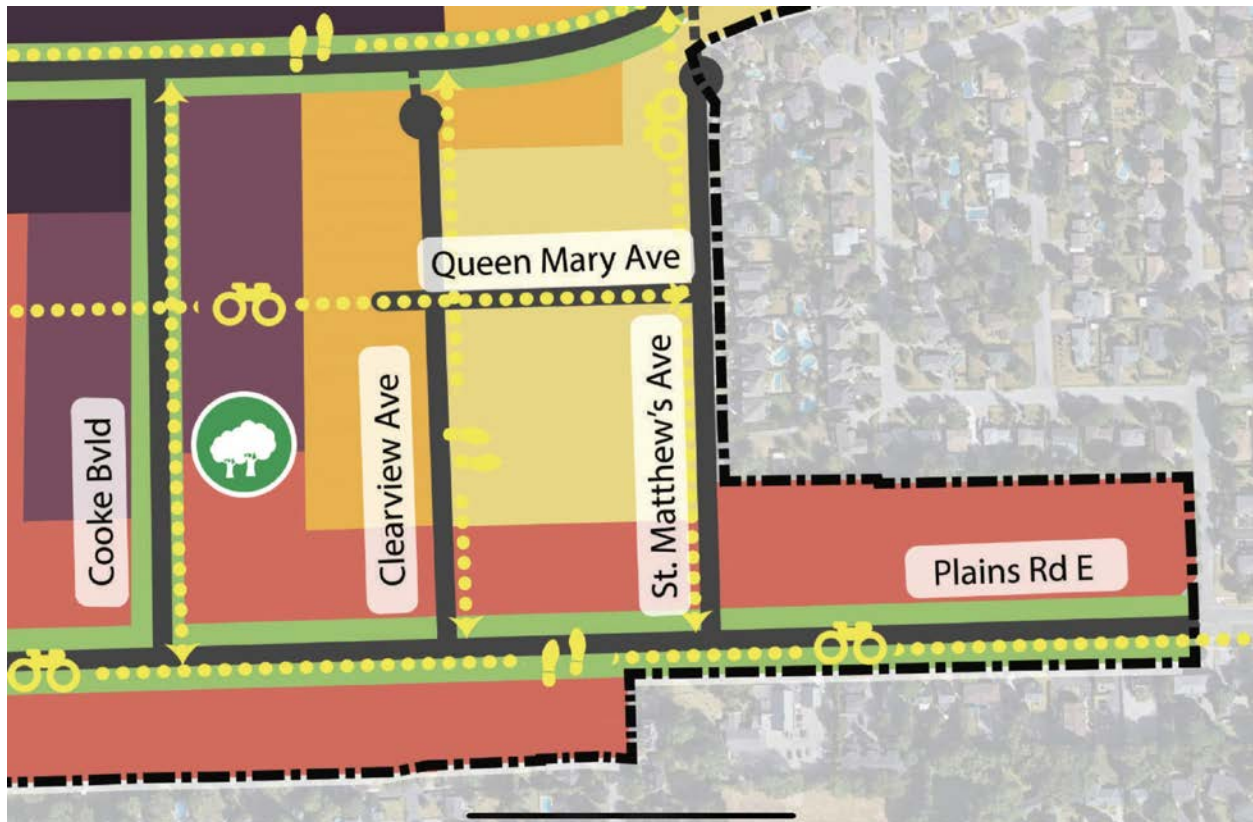 Queen Mary Ave
Cooke Bvld
Clearview Ave
St. Matthew's Ave
Plains Rd E